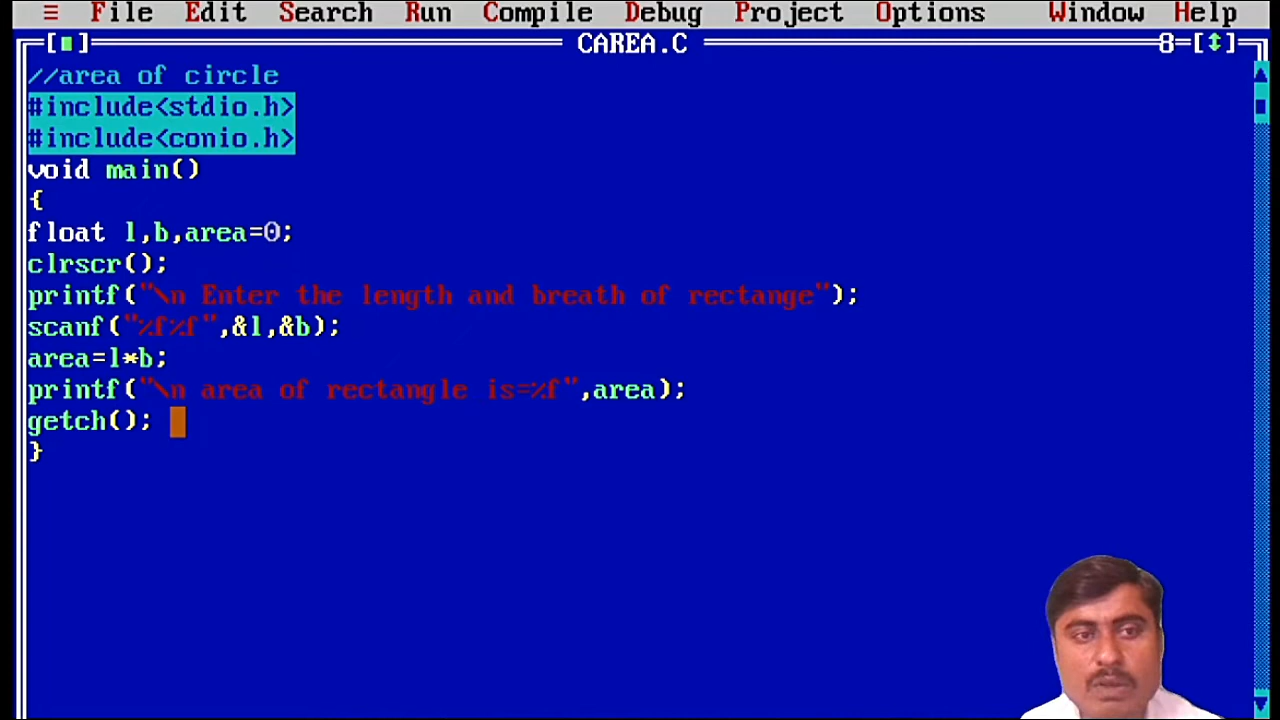 ≡ File Edit Search Run Compile Debug Project Options Window Help
[■] CAREA.C 8=[↕]
//area of circle
#include<stdio.h>
#include<conio.h>
void main()
{
float l,b,area=0;
clrscr();
printf("\n Enter the length and breath of rectange");
scanf("%f%f",&l,&b);
area=l*b;
printf("\n area of rectangle is=%f",area);
getch();
}